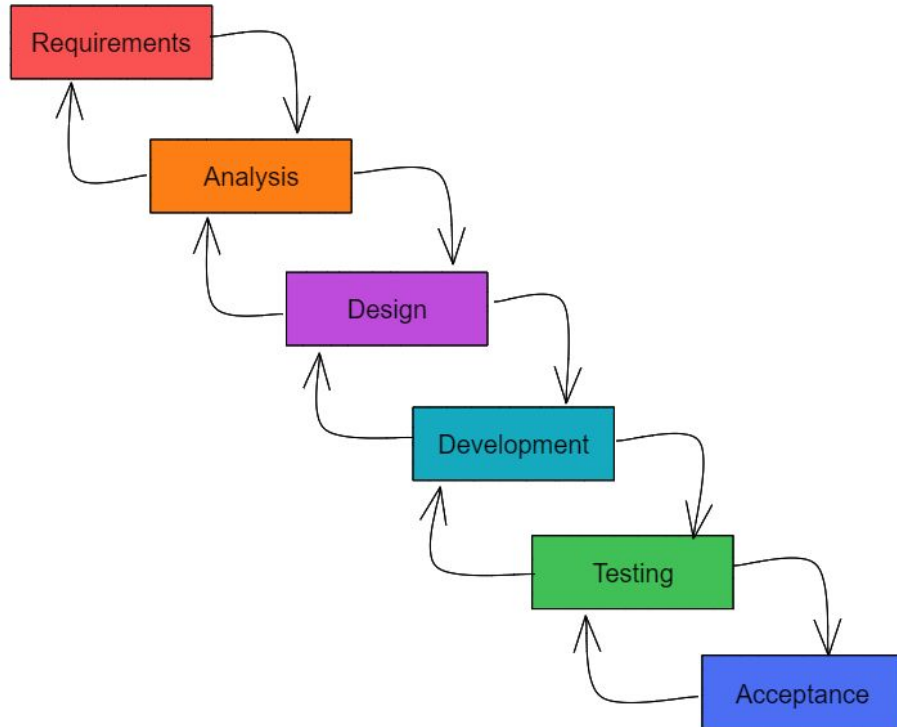 Requirements
Analysis
Design
Development
Testing
Acceptance